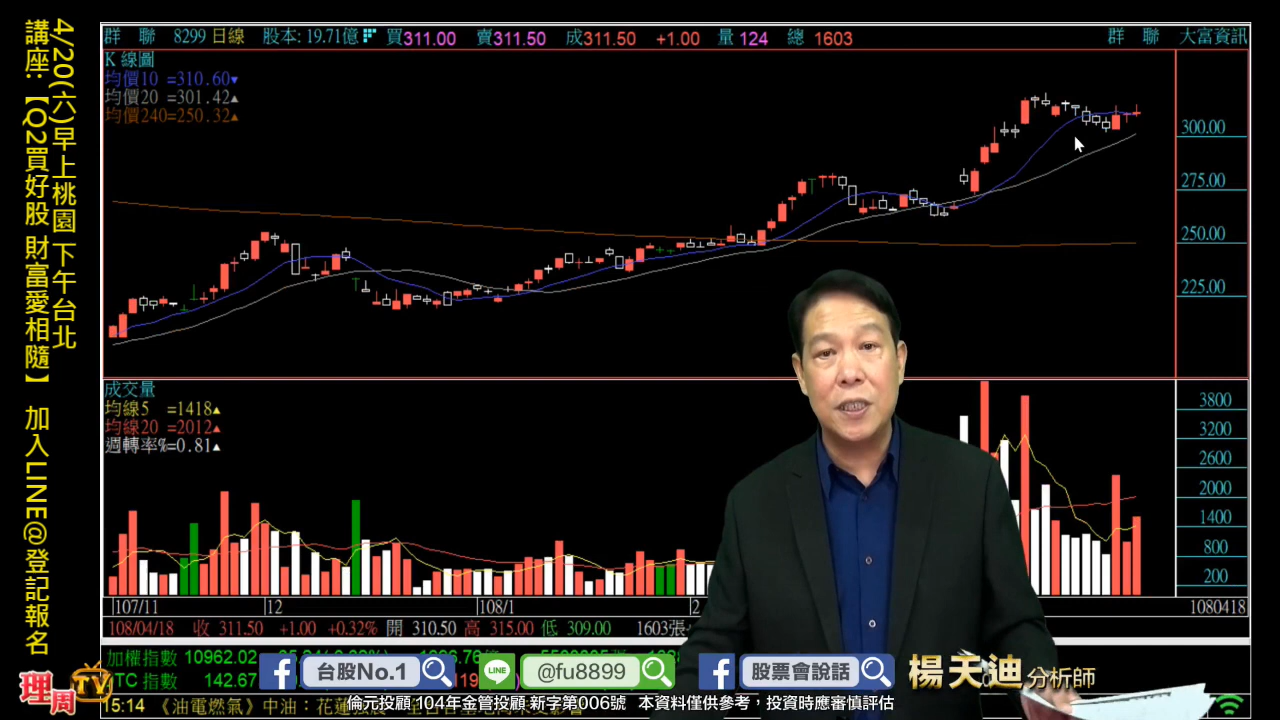 4/20(六)早上桃園 下午台北
講座:【Q2買好股 財富愛相隨】 加入LINE@登記報名
群 聯 8299 日線 股本: 19.71億 買311.00 賣311.50 成311.50 +1.00 量 124 總 1603 群 聯 大富資訊
K 線圖
均價10 =310.60▾
均價20 =301.42▴
均價240=250.32▴
300.00
275.00
250.00
225.00
成交量
均線5 =1418▴
均線20 =2012▴
週轉率%=0.81▴
3800
3200
2600
2000
1400
800
200
107/11 12 108/1 2 1080418
108/04/18 收 311.50 +1.00 +0.32% 開 310.50 高 315.00 低 309.00 1603張
加權指數 10962.02
OTC 指數 142.67
台股No.1
LINE
@fu8899
股票會說話
楊天迪 分析師
理周TV
15:14 《油電燃氣》中油：花蓮強震
倫元投顧 104年金管投顧 新字第006號 本資料僅供參考，投資時應審慎評估